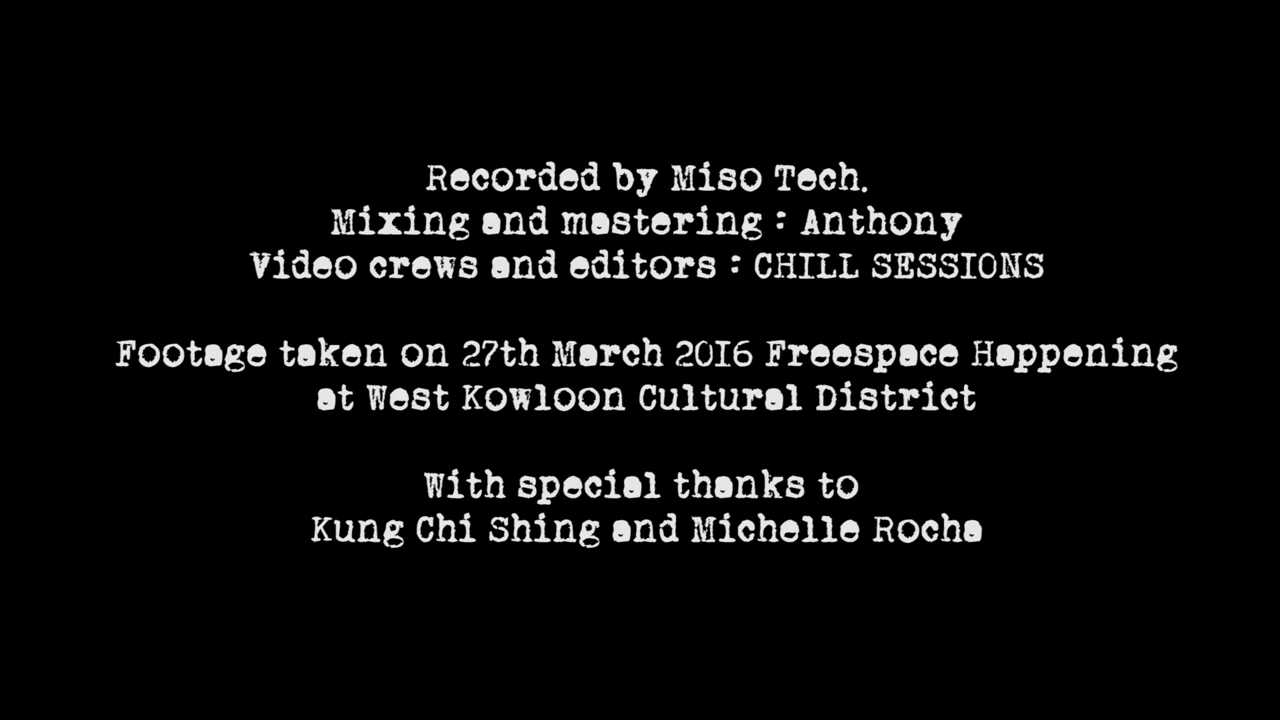 Recorded by Miso Tech.
Mixing and mastering : Anthony
Video crews and editors : CHILL SESSIONS
Footage taken on 27th March 2016 Freespace Happening
at West Kowloon Cultural District
With special thanks to
Kung Chi Shing and Michelle Rocha